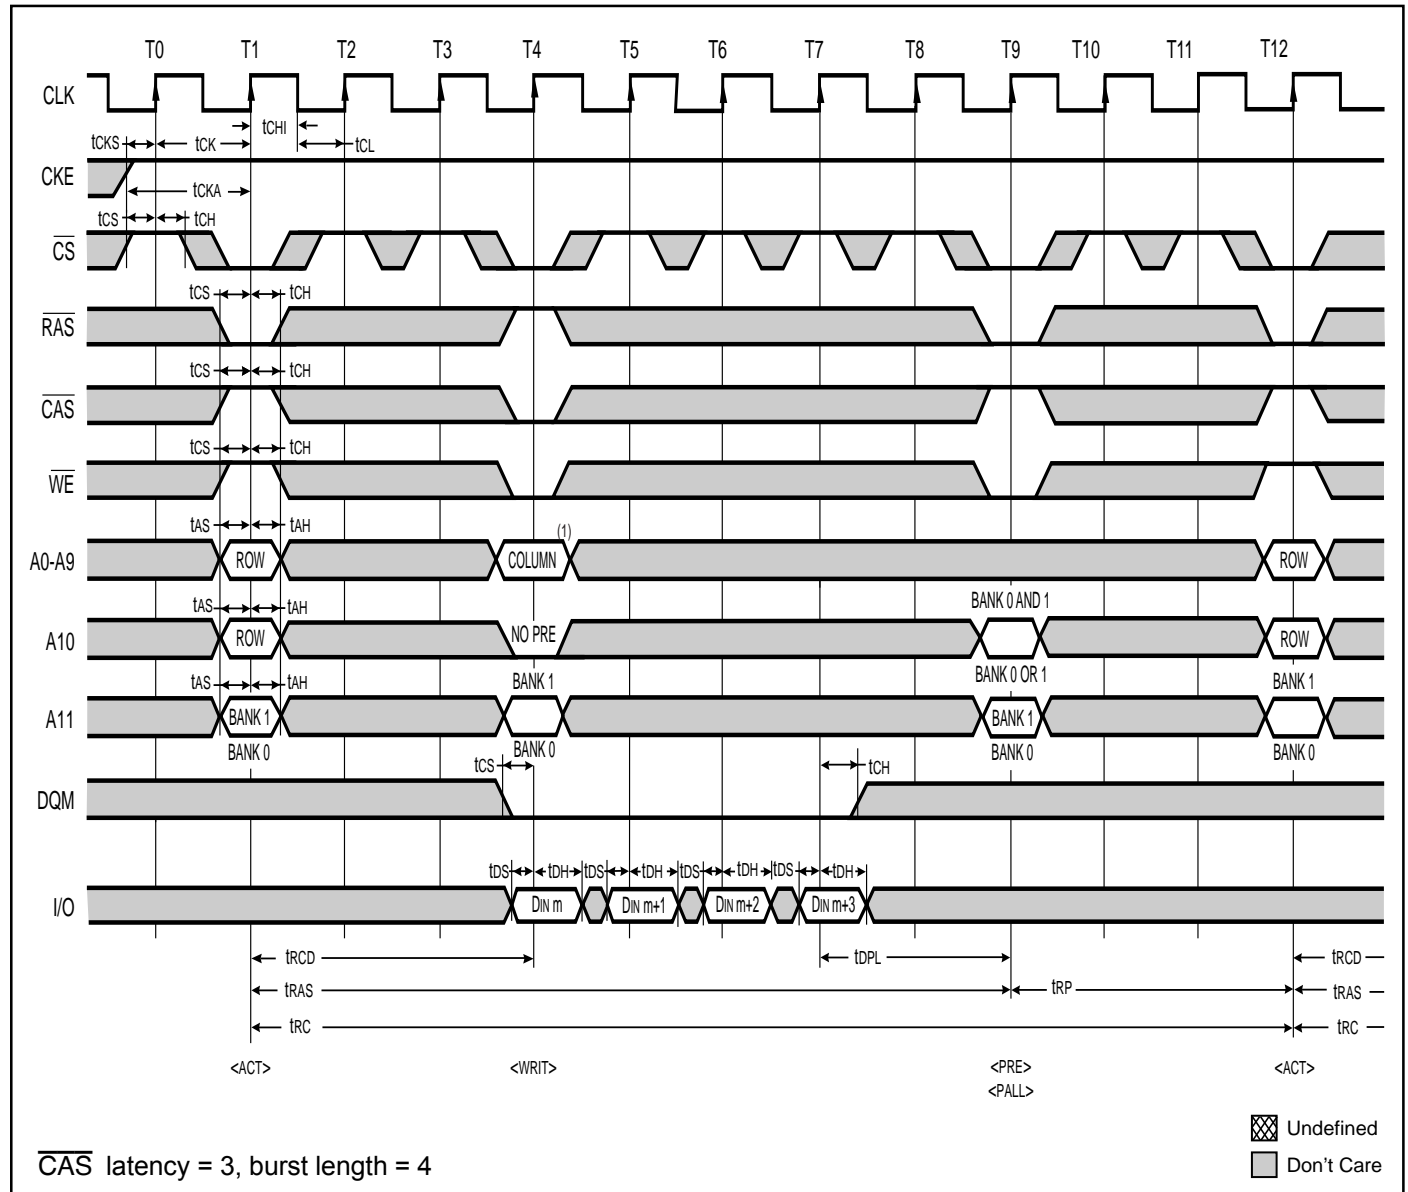 T0 T1 T2 T3 T4 T5 T6 T7 T8 T9 T10 T11 T12
CLK
tCHI
tCKS tCK tCL
CKE
tCKA
tCS tCH
CS
tCS tCH
RAS
tCS tCH
CAS
tCS tCH
WE
tAS tAH (1)
A0-A9 ROW COLUMN ROW
tAS tAH BANK 0 AND 1
A10 ROW NO PRE ROW
tAS tAH BANK 1 BANK 0 OR 1 BANK 1
A11 BANK 1 BANK 1
BANK 0 BANK 0 BANK 0 BANK 0
tCS tCH
DQM
tDS tDH tDS tDH tDS tDH tDS tDH
I/O DIN m DIN m+1 DIN m+2 DIN m+3
tRCD tDPL tRCD
tRAS tRP tRAS
tRC tRC
<ACT> <WRIT> <PRE> <ACT>
<PALL>
Undefined
CAS latency = 3, burst length = 4
Don't Care